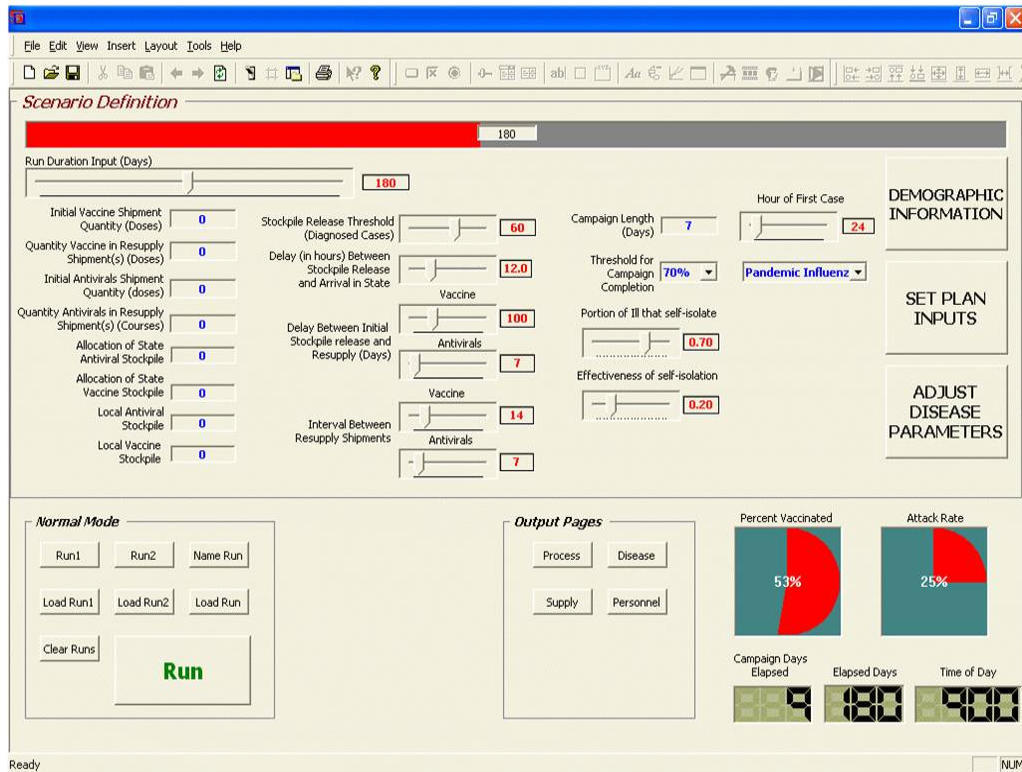 File Edit View Insert Layout Tools Help
Scenario Definition
180
Run Duration Input (Days)
180
Initial Vaccine Shipment
Quantity (Doses)
0
Quantity Vaccine in Resupply
Shipment(s) (Doses)
0
Initial Antivirals Shipment
Quantity (doses)
0
Quantity Antivirals in Resupply
Shipment(s) (Courses)
0
Allocation of State
Antiviral Stockpile
0
Allocation of State
Vaccine Stockpile
0
Local Antiviral
Stockpile
0
Local Vaccine
Stockpile
0
Stockpile Release Threshold
(Diagnosed Cases)
60
Delay (in hours) Between
Stockpile Release
and Arrival in State
12.0
Delay Between Initial
Stockpile release and
Resupply (Days)
Vaccine
100
Antivirals
7
Interval Between
Resupply Shipments
Vaccine
14
Antivirals
7
Campaign Length
(Days)
7
Threshold for
Campaign
Completion
70%
Portion of Ill that self-isolate
0.70
Effectiveness of self-isolation
0.20
Hour of First Case
24
Pandemic Influenz
DEMOGRAPHIC
INFORMATION
SET PLAN
INPUTS
ADJUST
DISEASE
PARAMETERS
Normal Mode
Run1 Run2 Name Run
Load Run1 Load Run2 Load Run
Clear Runs
Run
Output Pages
Process Disease
Supply Personnel
Percent Vaccinated
53%
Attack Rate
25%
Campaign Days
Elapsed
9
Elapsed Days
180
Time of Day
900
Ready
NUM